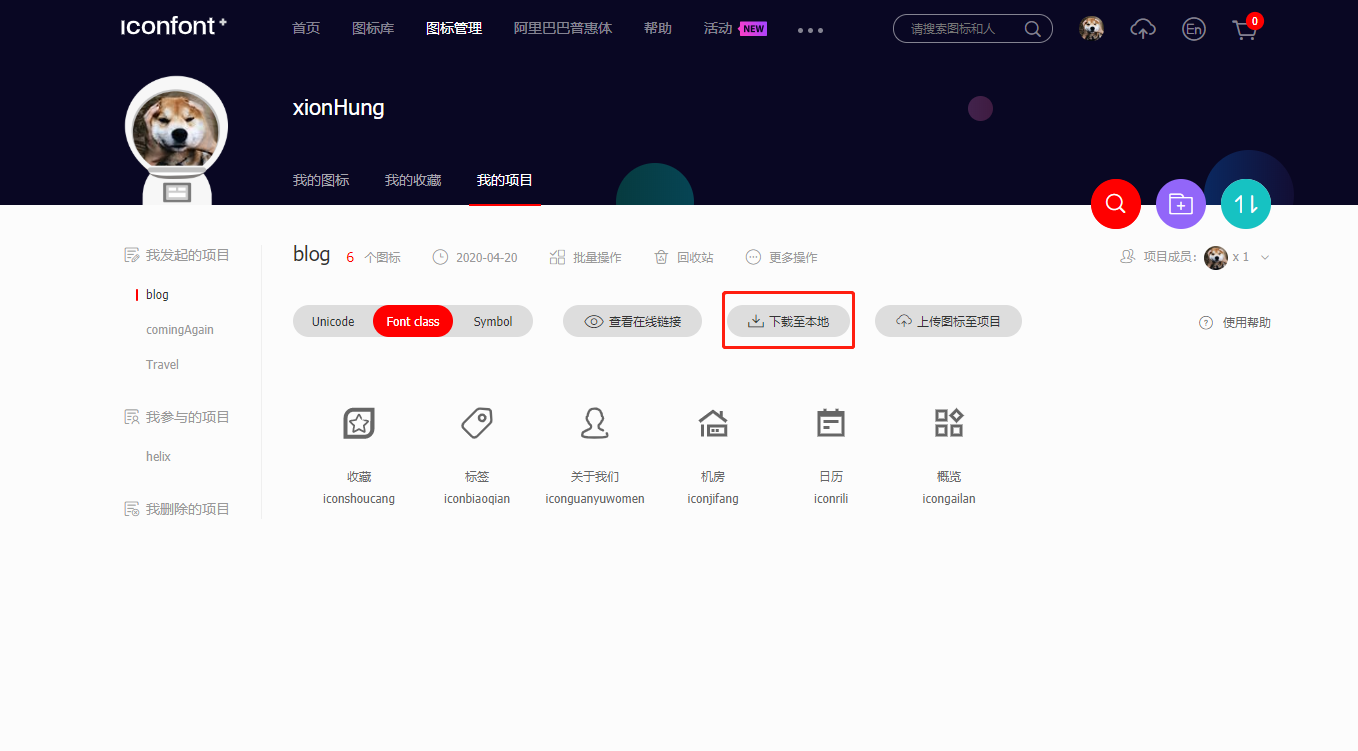 iconfont+ 首页 图标库 图标管理 阿里巴巴普惠体 帮助 活动 NEW 请搜索图标和人 En 0
xionHung
我的图标 我的收藏 我的项目
我发起的项目
blog
comingAgain
Travel
我参与的项目
helix
我删除的项目
blog 6 个图标 2020-04-20 批量操作 回收站 更多操作 项目成员: x 1
Unicode Font class Symbol 查看在线链接 下载至本地 上传图标至项目 使用帮助
收藏 标签 关于我们 机房 日历 概览
iconshoucang iconbiaoqian iconguanyuwomen iconjifang iconrili icongailan